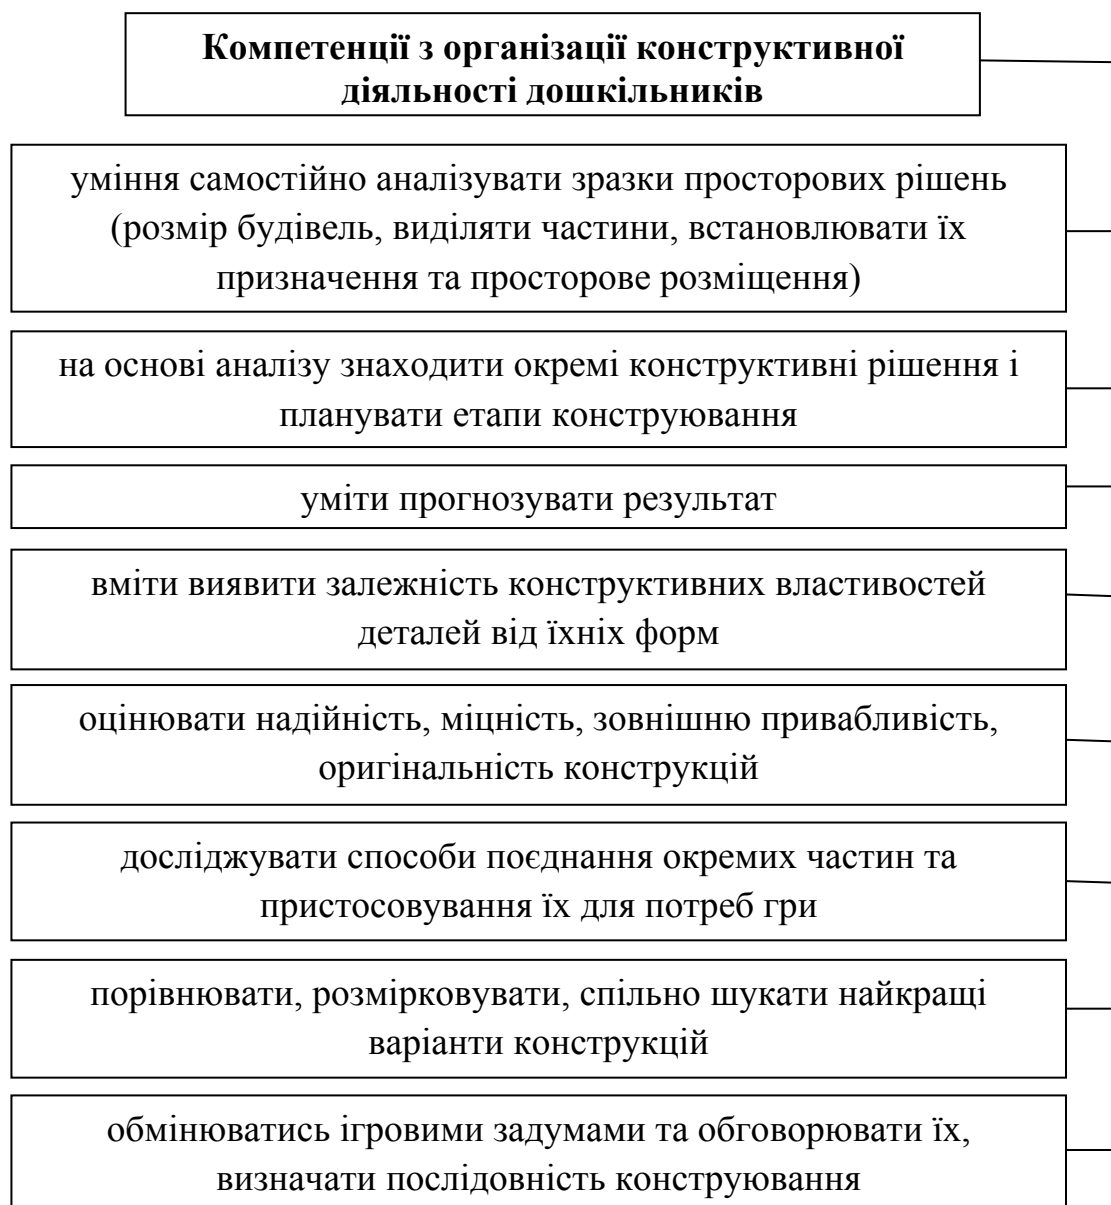 Компетенції з організації конструктивної
діяльності дошкільників
уміння самостійно аналізувати зразки просторових рішень
(розмір будівель, виділяти частини, встановлювати їх
призначення та просторове розміщення)
на основі аналізу знаходити окремі конструктивні рішення і
планувати етапи конструювання
уміти прогнозувати результат
вміти виявити залежність конструктивних властивостей
деталей від їхніх форм
оцінювати надійність, міцність, зовнішню привабливість,
оригінальність конструкцій
досліджувати способи поєднання окремих частин та
пристосовування їх для потреб гри
порівнювати, розмірковувати, спільно шукати найкращі
варіанти конструкцій
обмінюватись ігровими задумами та обговорювати їх,
визначати послідовність конструювання